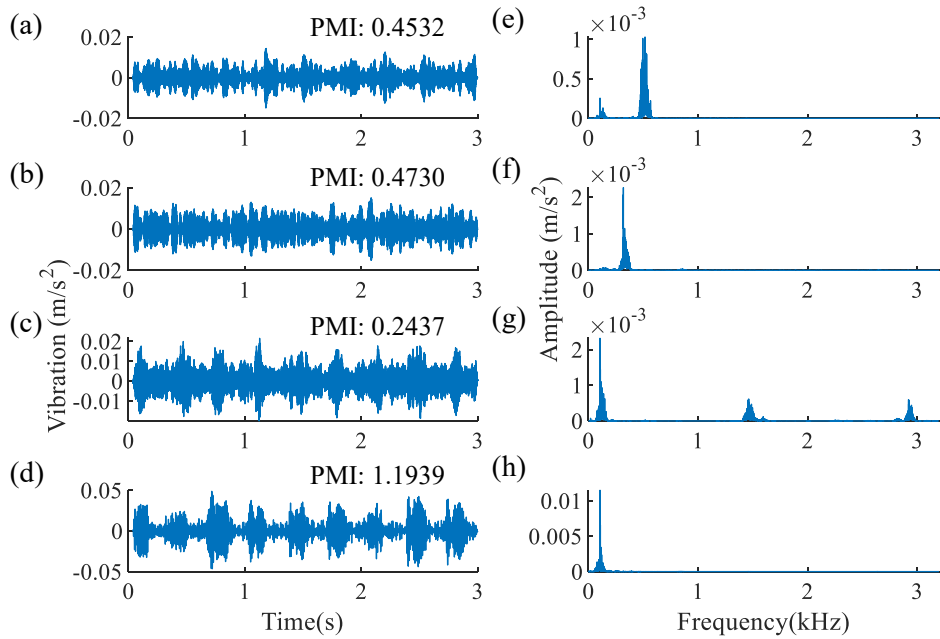 (a)
PMI: 0.4532
0.02
0
-0.02
0 1 2 3
(e)
×10⁻³
1
0.5
0
0 1 2 3
(b)
PMI: 0.4730
0.02
0
-0.02
0 1 2 3
(f)
×10⁻³
2
1
0
0 1 2 3
(c)
PMI: 0.2437
0.02
0.01
0
-0.01
0 1 2 3
(g)
×10⁻³
2
1
0
0 1 2 3
(d)
PMI: 1.1939
0.05
0
-0.05
0 1 2 3
(h)
0.01
0.005
0
0 1 2 3
Vibration (m/s²)
Amplitude (m/s²)
Time(s)
Frequency(kHz)